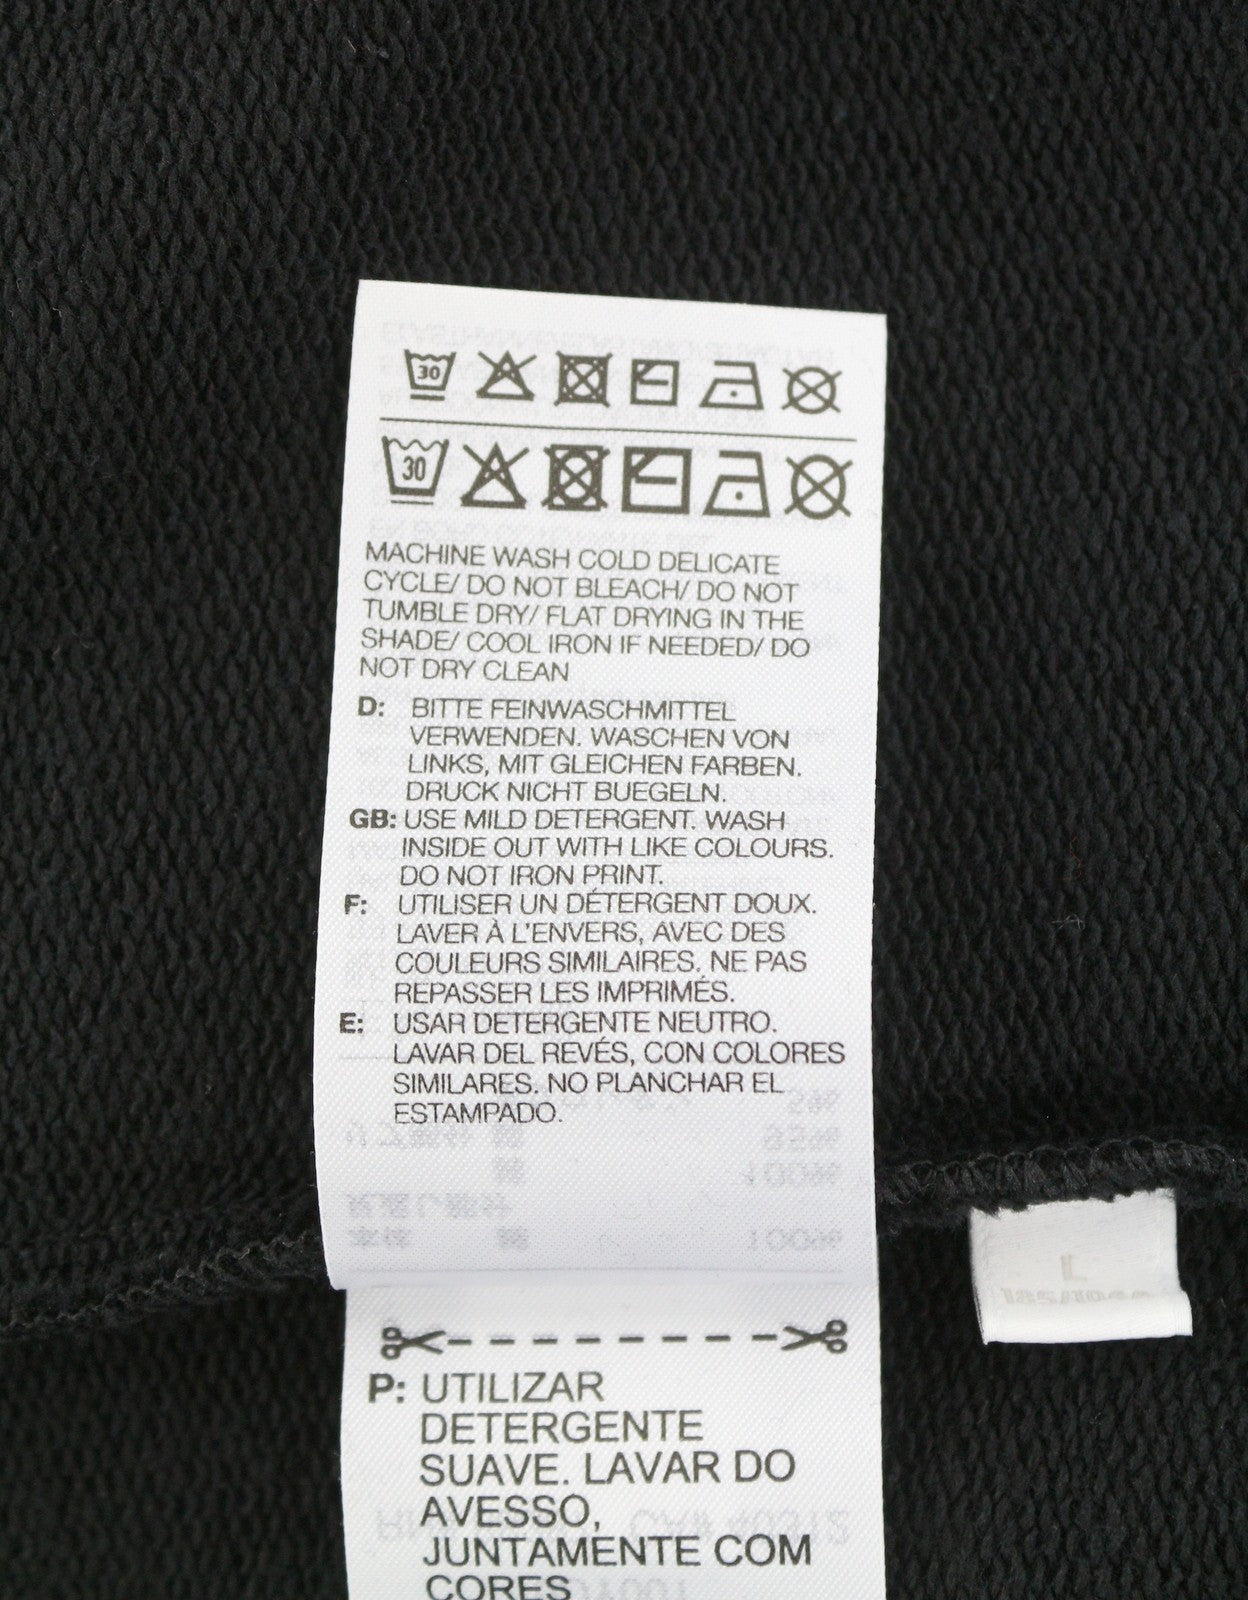 30
30
MACHINE WASH COLD DELICATE
CYCLE/ DO NOT BLEACH/ DO NOT
TUMBLE DRY/ FLAT DRYING IN THE
SHADE/ COOL IRON IF NEEDED/ DO
NOT DRY CLEAN
D: BITTE FEINWASCHMITTEL
VERWENDEN. WASCHEN VON
LINKS, MIT GLEICHEN FARBEN.
DRUCK NICHT BUEGELN.
GB: USE MILD DETERGENT. WASH
INSIDE OUT WITH LIKE COLOURS.
DO NOT IRON PRINT.
F: UTILISER UN DÉTERGENT DOUX.
LAVER À L'ENVERS, AVEC DES
COULEURS SIMILAIRES. NE PAS
REPASSER LES IMPRIMÉS.
E: USAR DETERGENTE NEUTRO.
LAVAR DEL REVÉS, CON COLORES
SIMILARES. NO PLANCHAR EL
ESTAMPADO.
P: UTILIZAR
DETERGENTE
SUAVE. LAVAR DO
AVESSO,
JUNTAMENTE COM
CORES